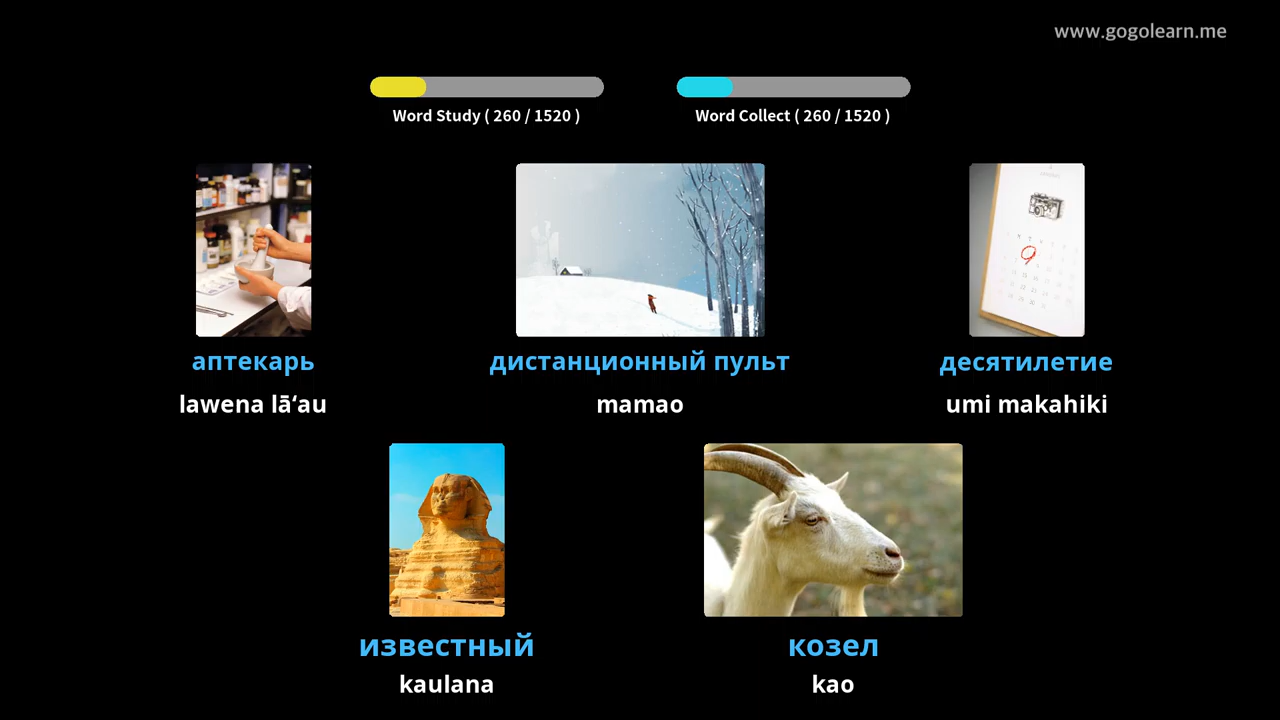 www.gogolearn.me
Word Study ( 260 / 1520 )
Word Collect ( 260 / 1520 )
аптекарь
дистанционный пульт
десятилетие
lawena lāʻau
mamao
umi makahiki
известный
козел
kaulana
kao